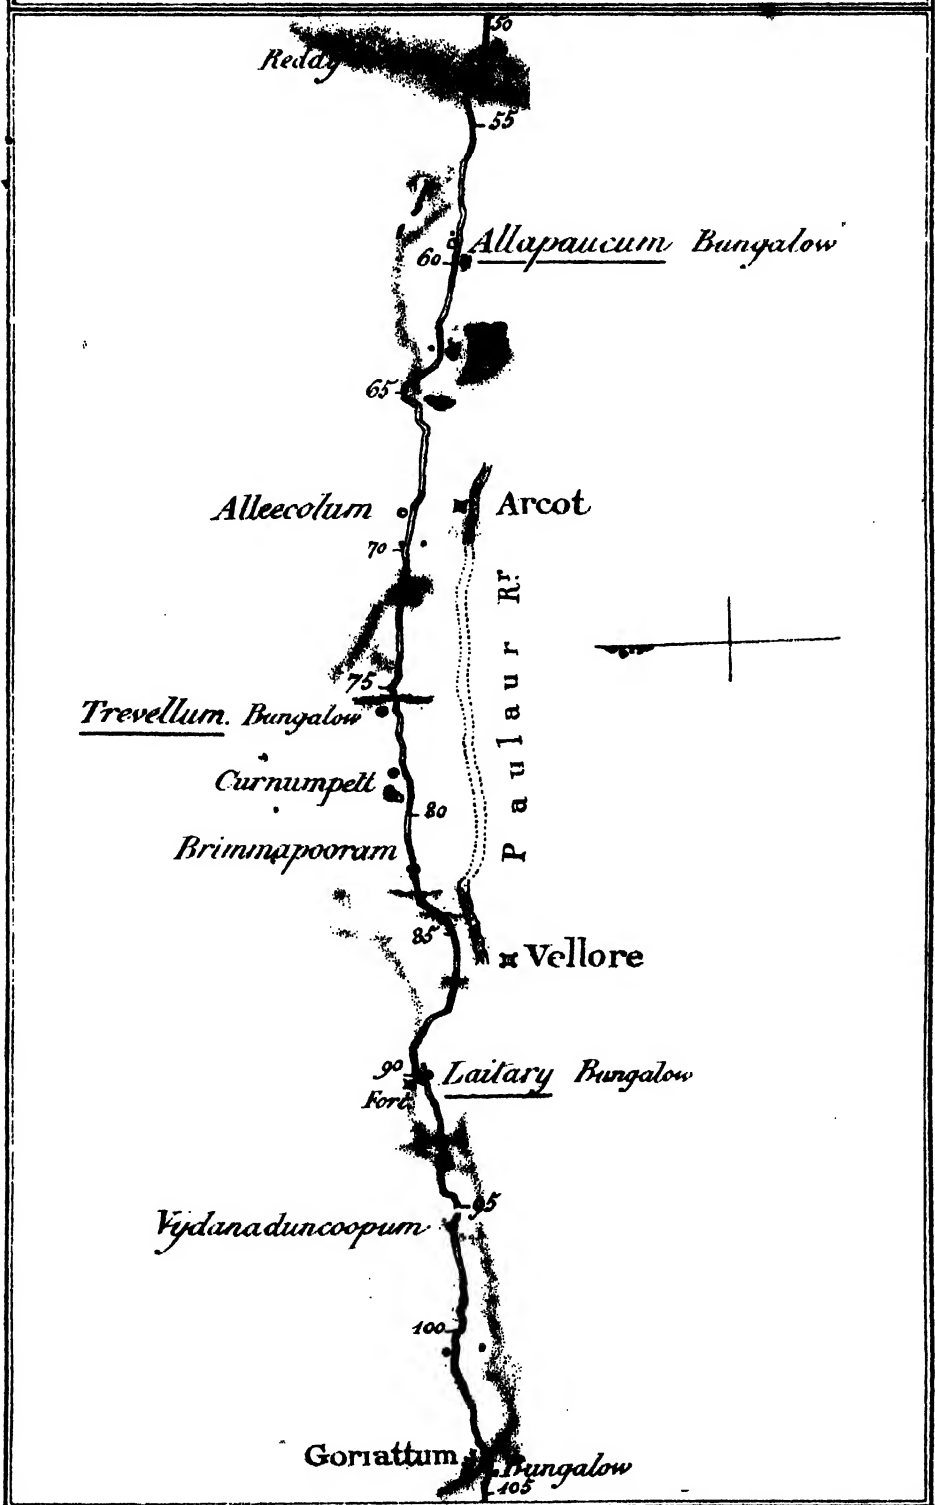 50
Reddy
55
Allapaucum Bungalow
60
65
Alleecolum
Arcot
70
Paulaur Rr.
75
Trevellum. Bungalow
Curnumpett
80
Brimmapooram
85
Vellore
90
Laitary Bungalow
Fort
95
Vydanaduncoopum
100
Goriattum
Bungalow
105